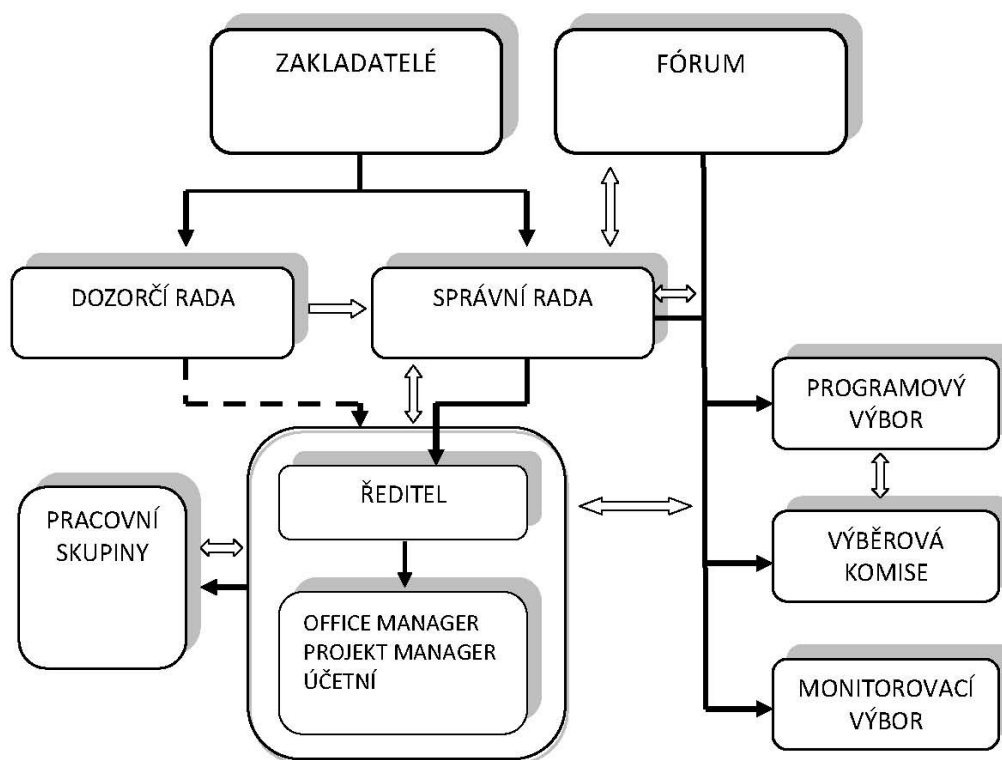 ZAKLADATELÉ
FÓRUM
DOZORČÍ RADA
SPRÁVNÍ RADA
PROGRAMOVÝ
VÝBOR
ŘEDITEL
PRACOVNÍ
SKUPINY
VÝBĚROVÁ
KOMISE
OFFICE MANAGER
PROJEKT MANAGER
ÚČETNÍ
MONITOROVACÍ
VÝBOR